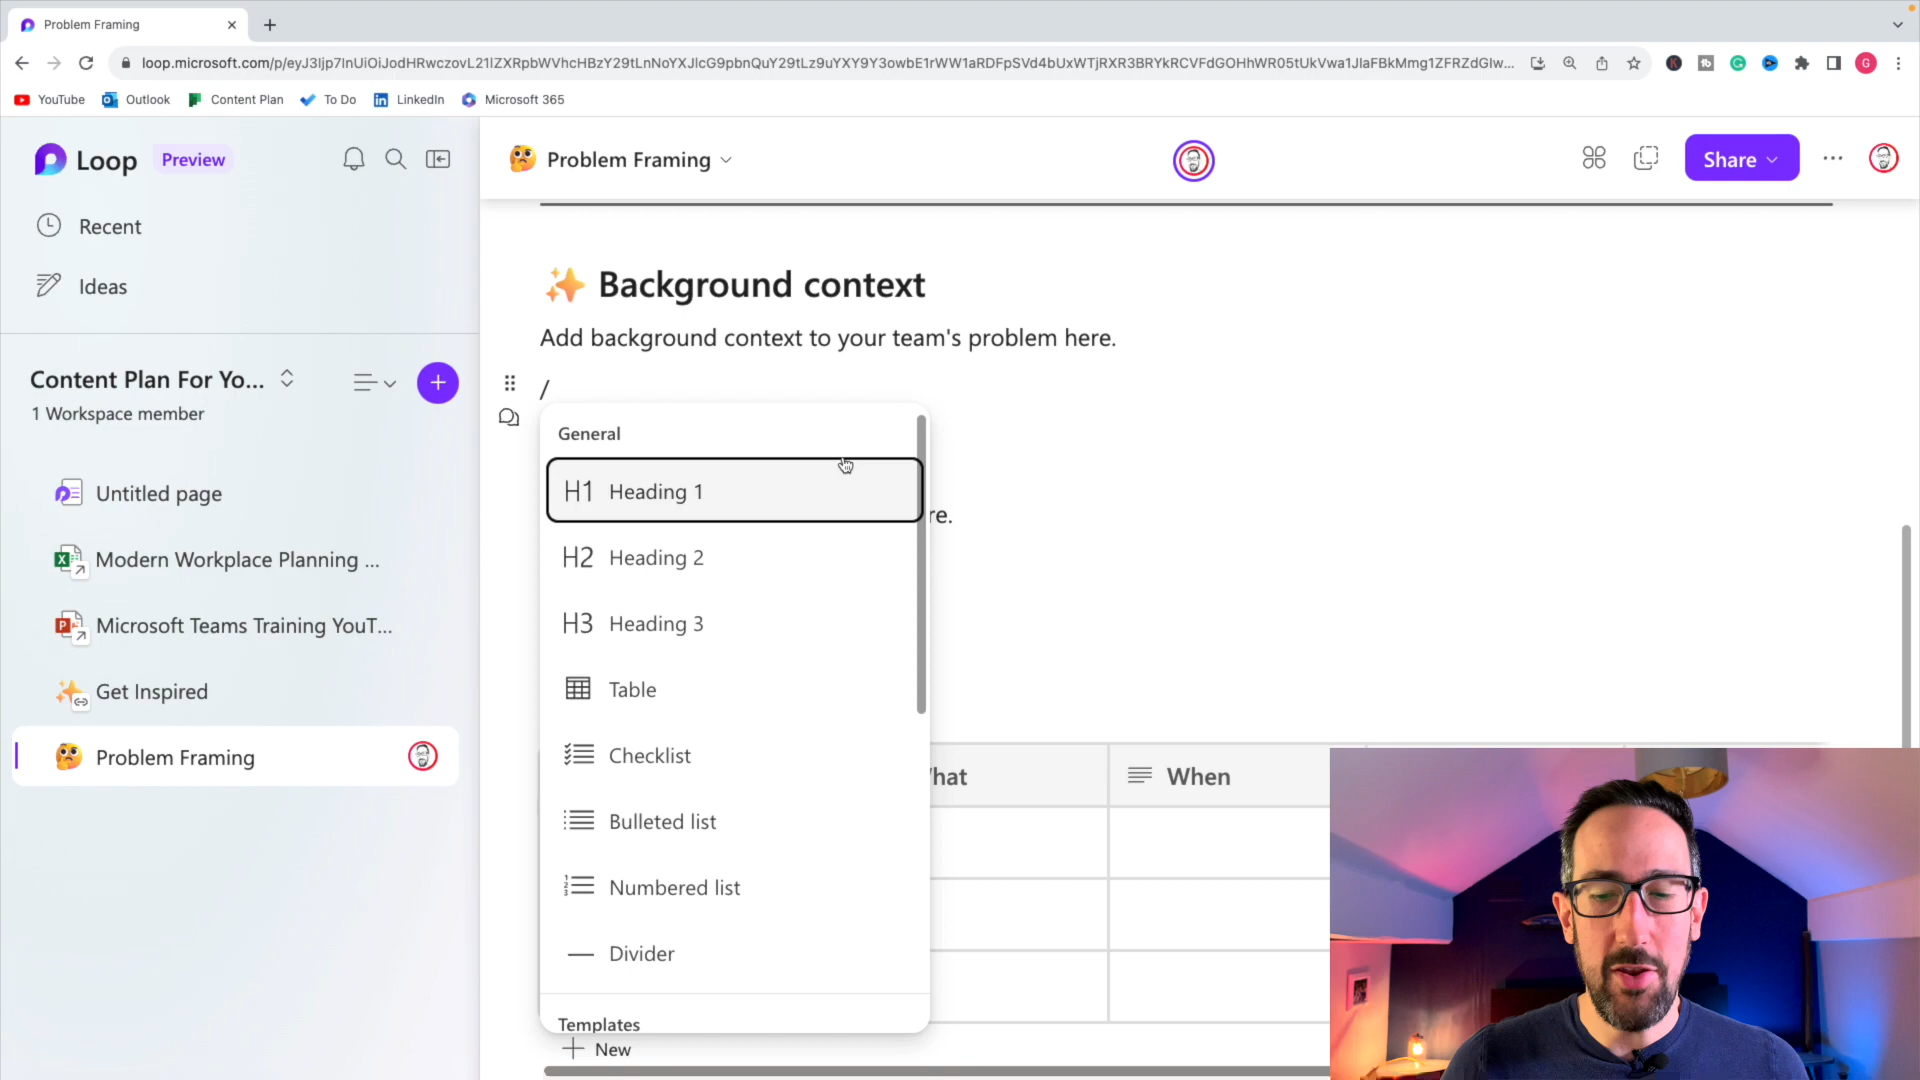 Problem Framing
loop.microsoft.com/p/
YouTube
Outlook
Content Plan
To Do
LinkedIn
Microsoft 365
Loop
Preview
Recent
Ideas
Content Plan For Yo...
1 Workspace member
Untitled page
Modern Workplace Planning ...
Microsoft Teams Training YouT...
Get Inspired
Problem Framing
Problem Framing
Share
G
✨ Background context
Add background context to your team's problem here.
/
General
H1 Heading 1
H2 Heading 2
H3 Heading 3
Table
Checklist
Bulleted list
Numbered list
Divider
Templates
New
re.
hat
When